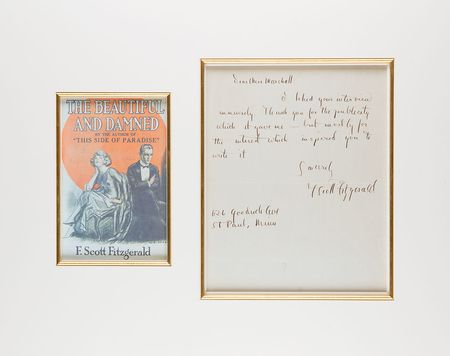 THE BEAUTIFUL
AND DAMNED
BY THE AUTHOR OF
"THIS SIDE OF PARADISE"
F. Scott Fitzgerald
Dear Marshall
I liked your interview
immensely. Thank you for the publicity
which it gave me — but mostly for
the interest which inspired you to
write it
Sincerely
F Scott Fitzgerald
626 Goodrich Ave
St Paul, Minn